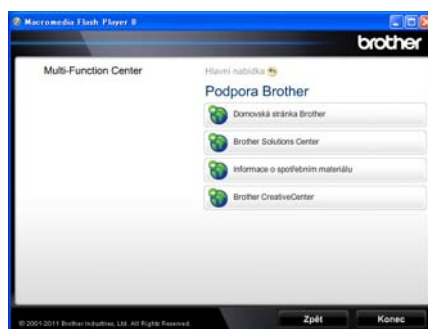 Macromedia Flash Player 8
brother
Multi-Function Center
Hlavní nabídka
Podpora Brother
Domovská stránka Brother
Brother Solutions Center
Informace o spotřebním materiálu
Brother CreativeCenter
© 2001-2011 Brother Industries, Ltd. All Rights Reserved.
Zpět
Konec